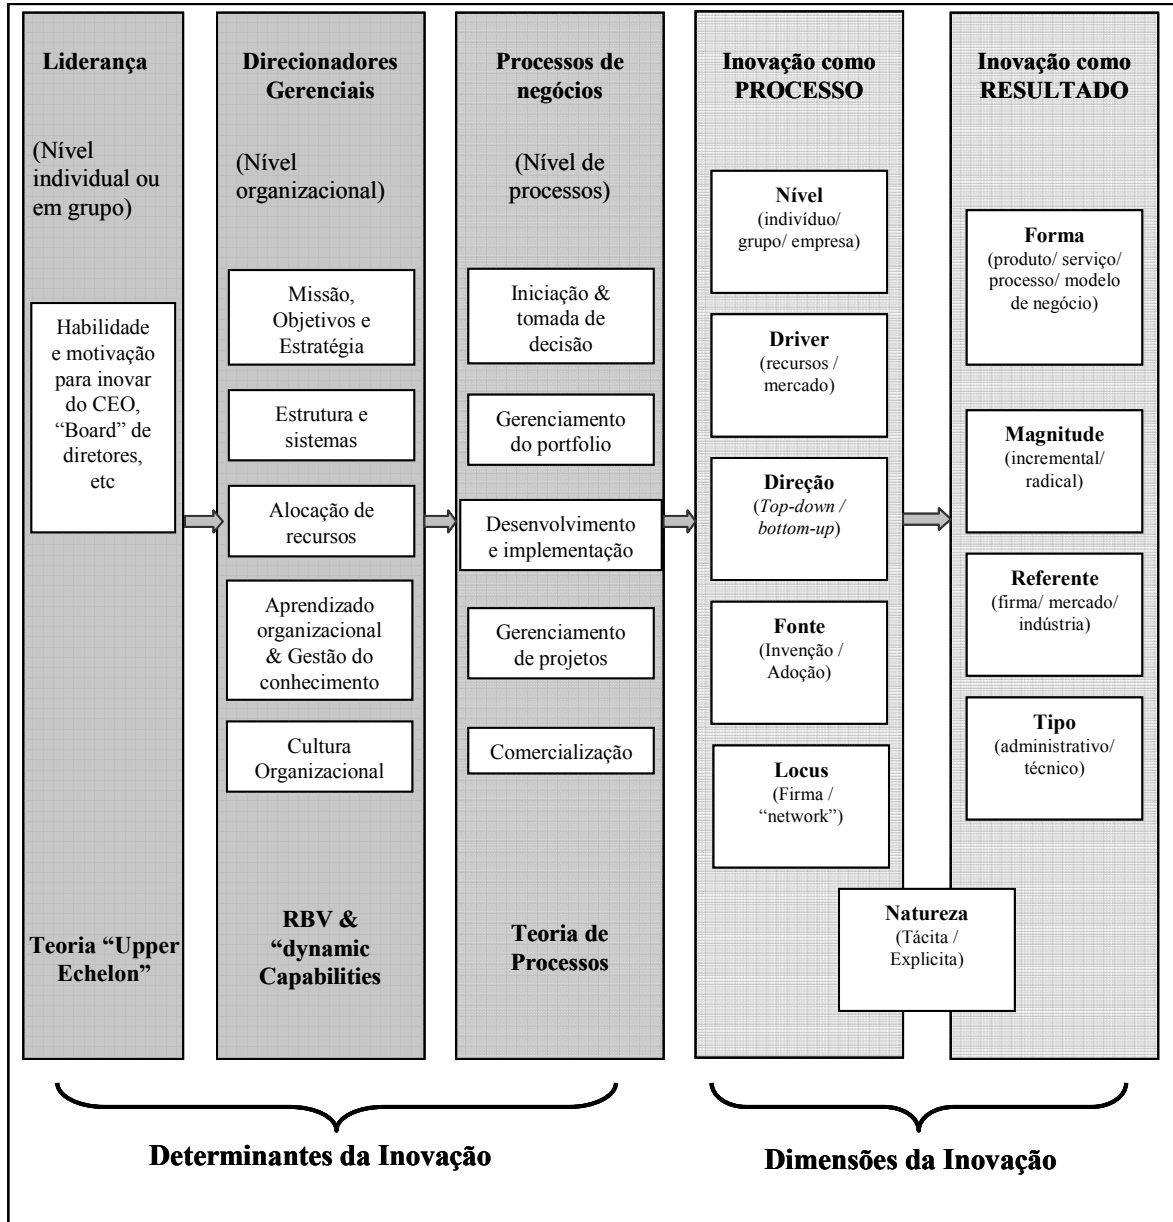 Liderança
(Nível
individual ou
em grupo)
Habilidade
e motivação
para inovar
do CEO,
“Board” de
diretores,
etc
Teoria “Upper
Echelon”
Direcionadores
Gerenciais
(Nível
organizacional)
Missão,
Objetivos e
Estratégia
Estrutura e
sistemas
Alocação de
recursos
Aprendizado
organizacional
& Gestão do
conhecimento
Cultura
Organizacional
RBV &
“dynamic
Capabilities
Processos de
negócios
(Nível de
processos)
Iniciação &
tomada de
decisão
Gerenciamento
do portfolio
Desenvolvimento
e implementação
Gerenciamento
de projetos
Comercialização
Teoria de
Processos
Inovação como
PROCESSO
Nível
(indivíduo/
grupo/ empresa)
Driver
(recursos /
mercado)
Direção
(Top-down /
bottom-up)
Fonte
(Invenção /
Adoção)
Locus
(Firma /
“network”)
Natureza
(Tácita /
Explicita)
Inovação como
RESULTADO
Forma
(produto/ serviço/
processo/ modelo
de negócio)
Magnitude
(incremental/
radical)
Referente
(firma/ mercado/
indústria)
Tipo
(administrativo/
técnico)
Determinantes da Inovação
Dimensões da Inovação